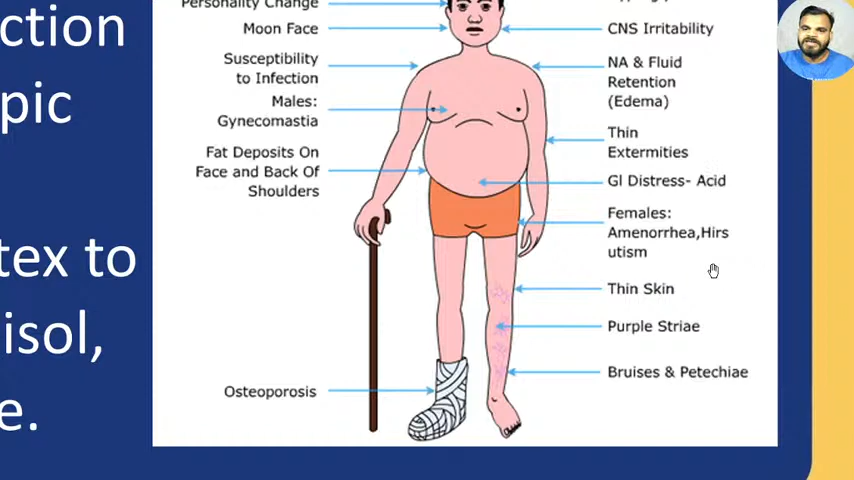 ction
pic
tex to
isol,
e.
Personality Change
Moon Face
Susceptibility
to Infection
Males:
Gynecomastia
Fat Deposits On
Face and Back Of
Shoulders
Osteoporosis
CNS Irritability
NA & Fluid
Retention
(Edema)
Thin
Extermities
GI Distress- Acid
Females:
Amenorrhea,Hirs
utism
Thin Skin
Purple Striae
Bruises & Petechiae